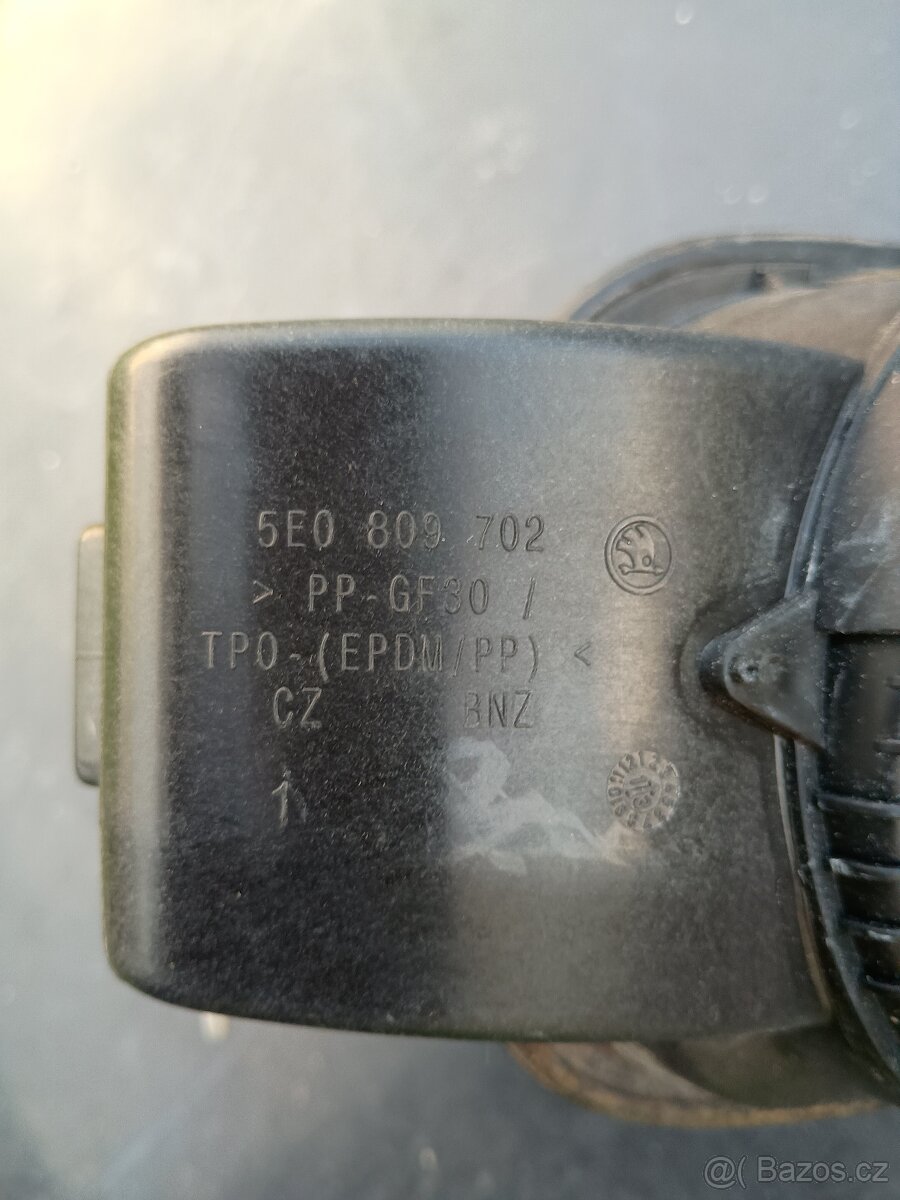 5E0 809 702
> PP-GF30 /
TPO-(EPDM/PP) <
CZ BNZ
1
@( Bazos.cz